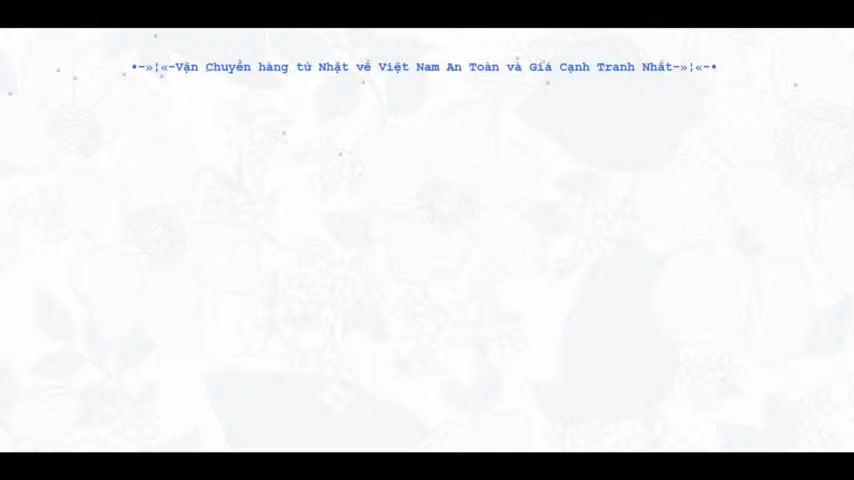 •-»¦«-Vận Chuyển hàng từ Nhật về Việt Nam An Toàn và Giá Cạnh Tranh Nhất-»¦«-•